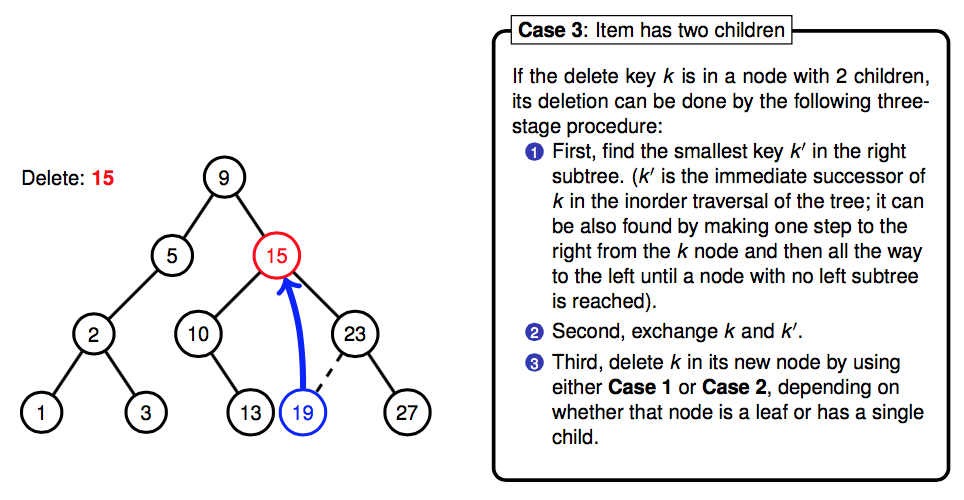 Delete: 15
9
5
15
2
10
23
1
3
13
19
27
Case 3: Item has two children
If the delete key k is in a node with 2 children,
its deletion can be done by the following three-
stage procedure:
1 First, find the smallest key k′ in the right
subtree. (k′ is the immediate successor of
k in the inorder traversal of the tree; it can
be also found by making one step to the
right from the k node and then all the way
to the left until a node with no left subtree
is reached).
2 Second, exchange k and k′.
3 Third, delete k in its new node by using
either Case 1 or Case 2, depending on
whether that node is a leaf or has a single
child.